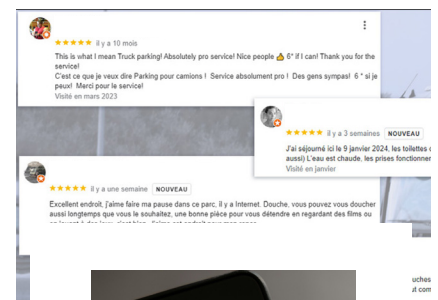 ★★★★★ il y a 10 mois
This is what I mean Truck parking! Absolutely pro service! Nice people 👍 6* if I can! Thank you for the
service!
C'est ce que je veux dire Parking pour camions ! Service absolument pro ! Des gens sympas! 6 * si je
peux! Merci pour le service!
Visité en mars 2023
★★★★★ il y a 3 semaines NOUVEAU
J'ai séjourné ici le 9 janvier 2024, les toilettes
aussi) L'eau est chaude, les prises fonctionner
Visité en janvier
★★★★★ il y a une semaine NOUVEAU
Excellent endroit, j'aime faire ma pause dans ce parc, il y a Internet. Douche, vous pouvez vous doucher
aussi longtemps que vous le souhaitez, une bonne pièce pour vous détendre en regardant des films ou
uches